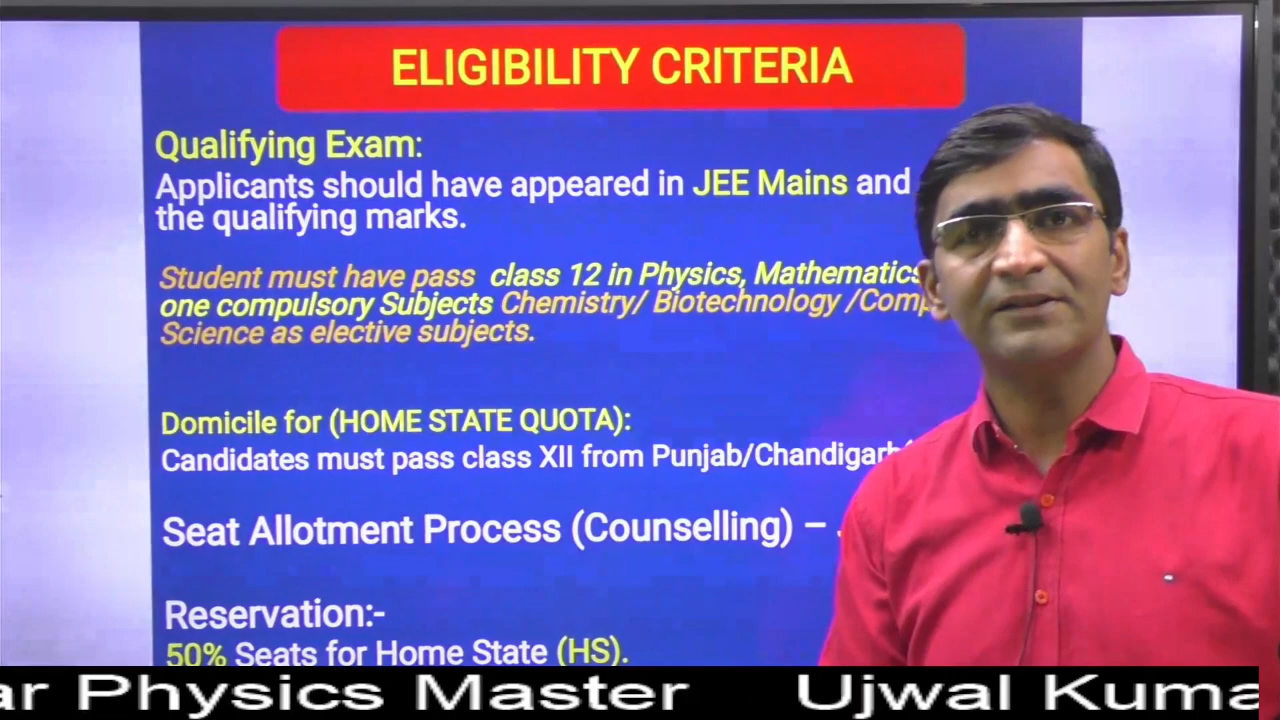 ELIGIBILITY CRITERIA
Qualifying Exam:
Applicants should have appeared in JEE Mains and
the qualifying marks.
Student must have pass class 12 in Physics, Mathematics
one compulsory Subjects Chemistry/ Biotechnology /Comp
Science as elective subjects.
Domicile for (HOME STATE QUOTA):
Candidates must pass class XII from Punjab/Chandigarh
Seat Allotment Process (Counselling) –
Reservation:-
50% Seats for Home State (HS).
ar Physics Master Ujwal Kuma